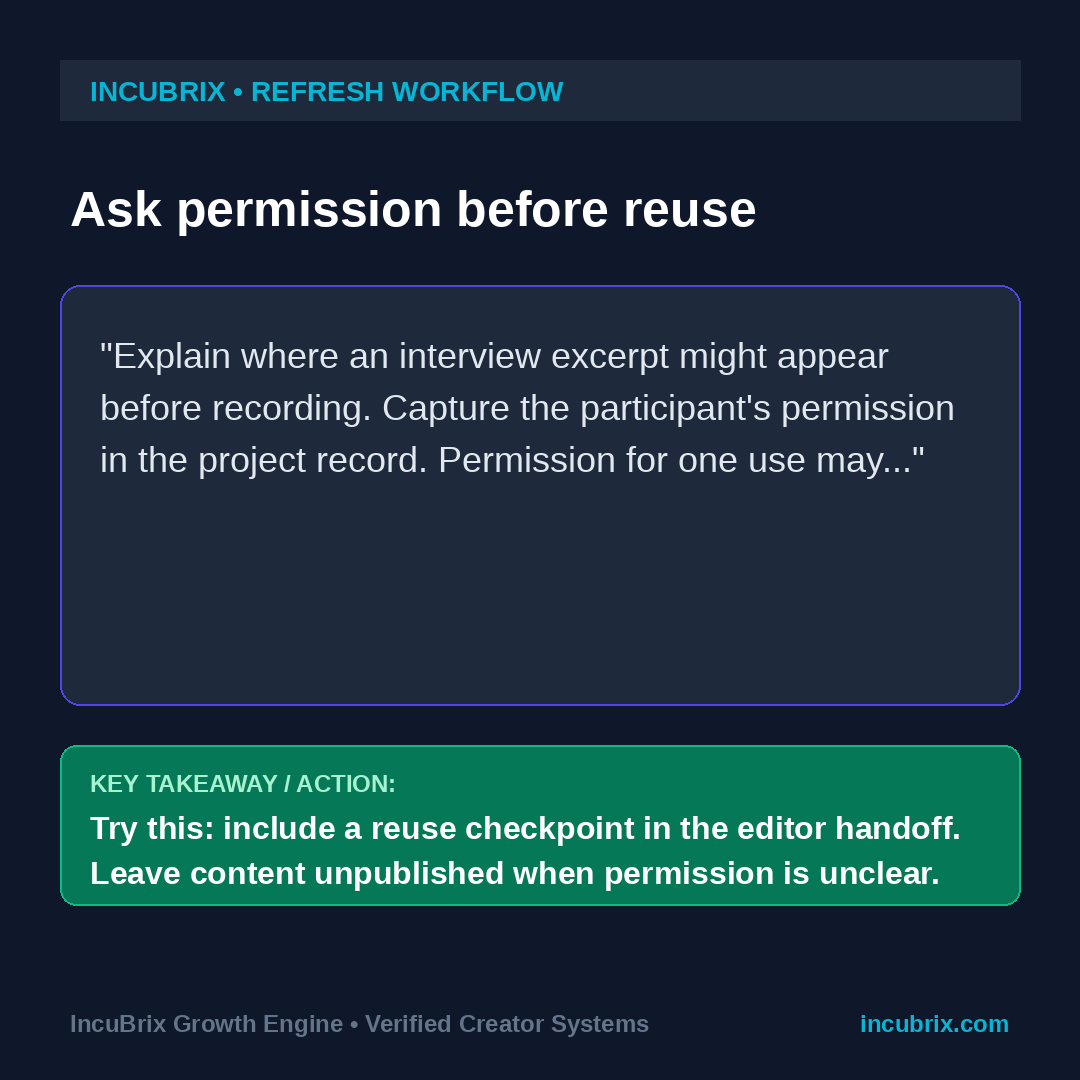 INCUBRIX • REFRESH WORKFLOW
Ask permission before reuse
"Explain where an interview excerpt might appear
before recording. Capture the participant's permission
in the project record. Permission for one use may..."
KEY TAKEAWAY / ACTION:
Try this: include a reuse checkpoint in the editor handoff.
Leave content unpublished when permission is unclear.
IncuBrix Growth Engine • Verified Creator Systems
incubrix.com